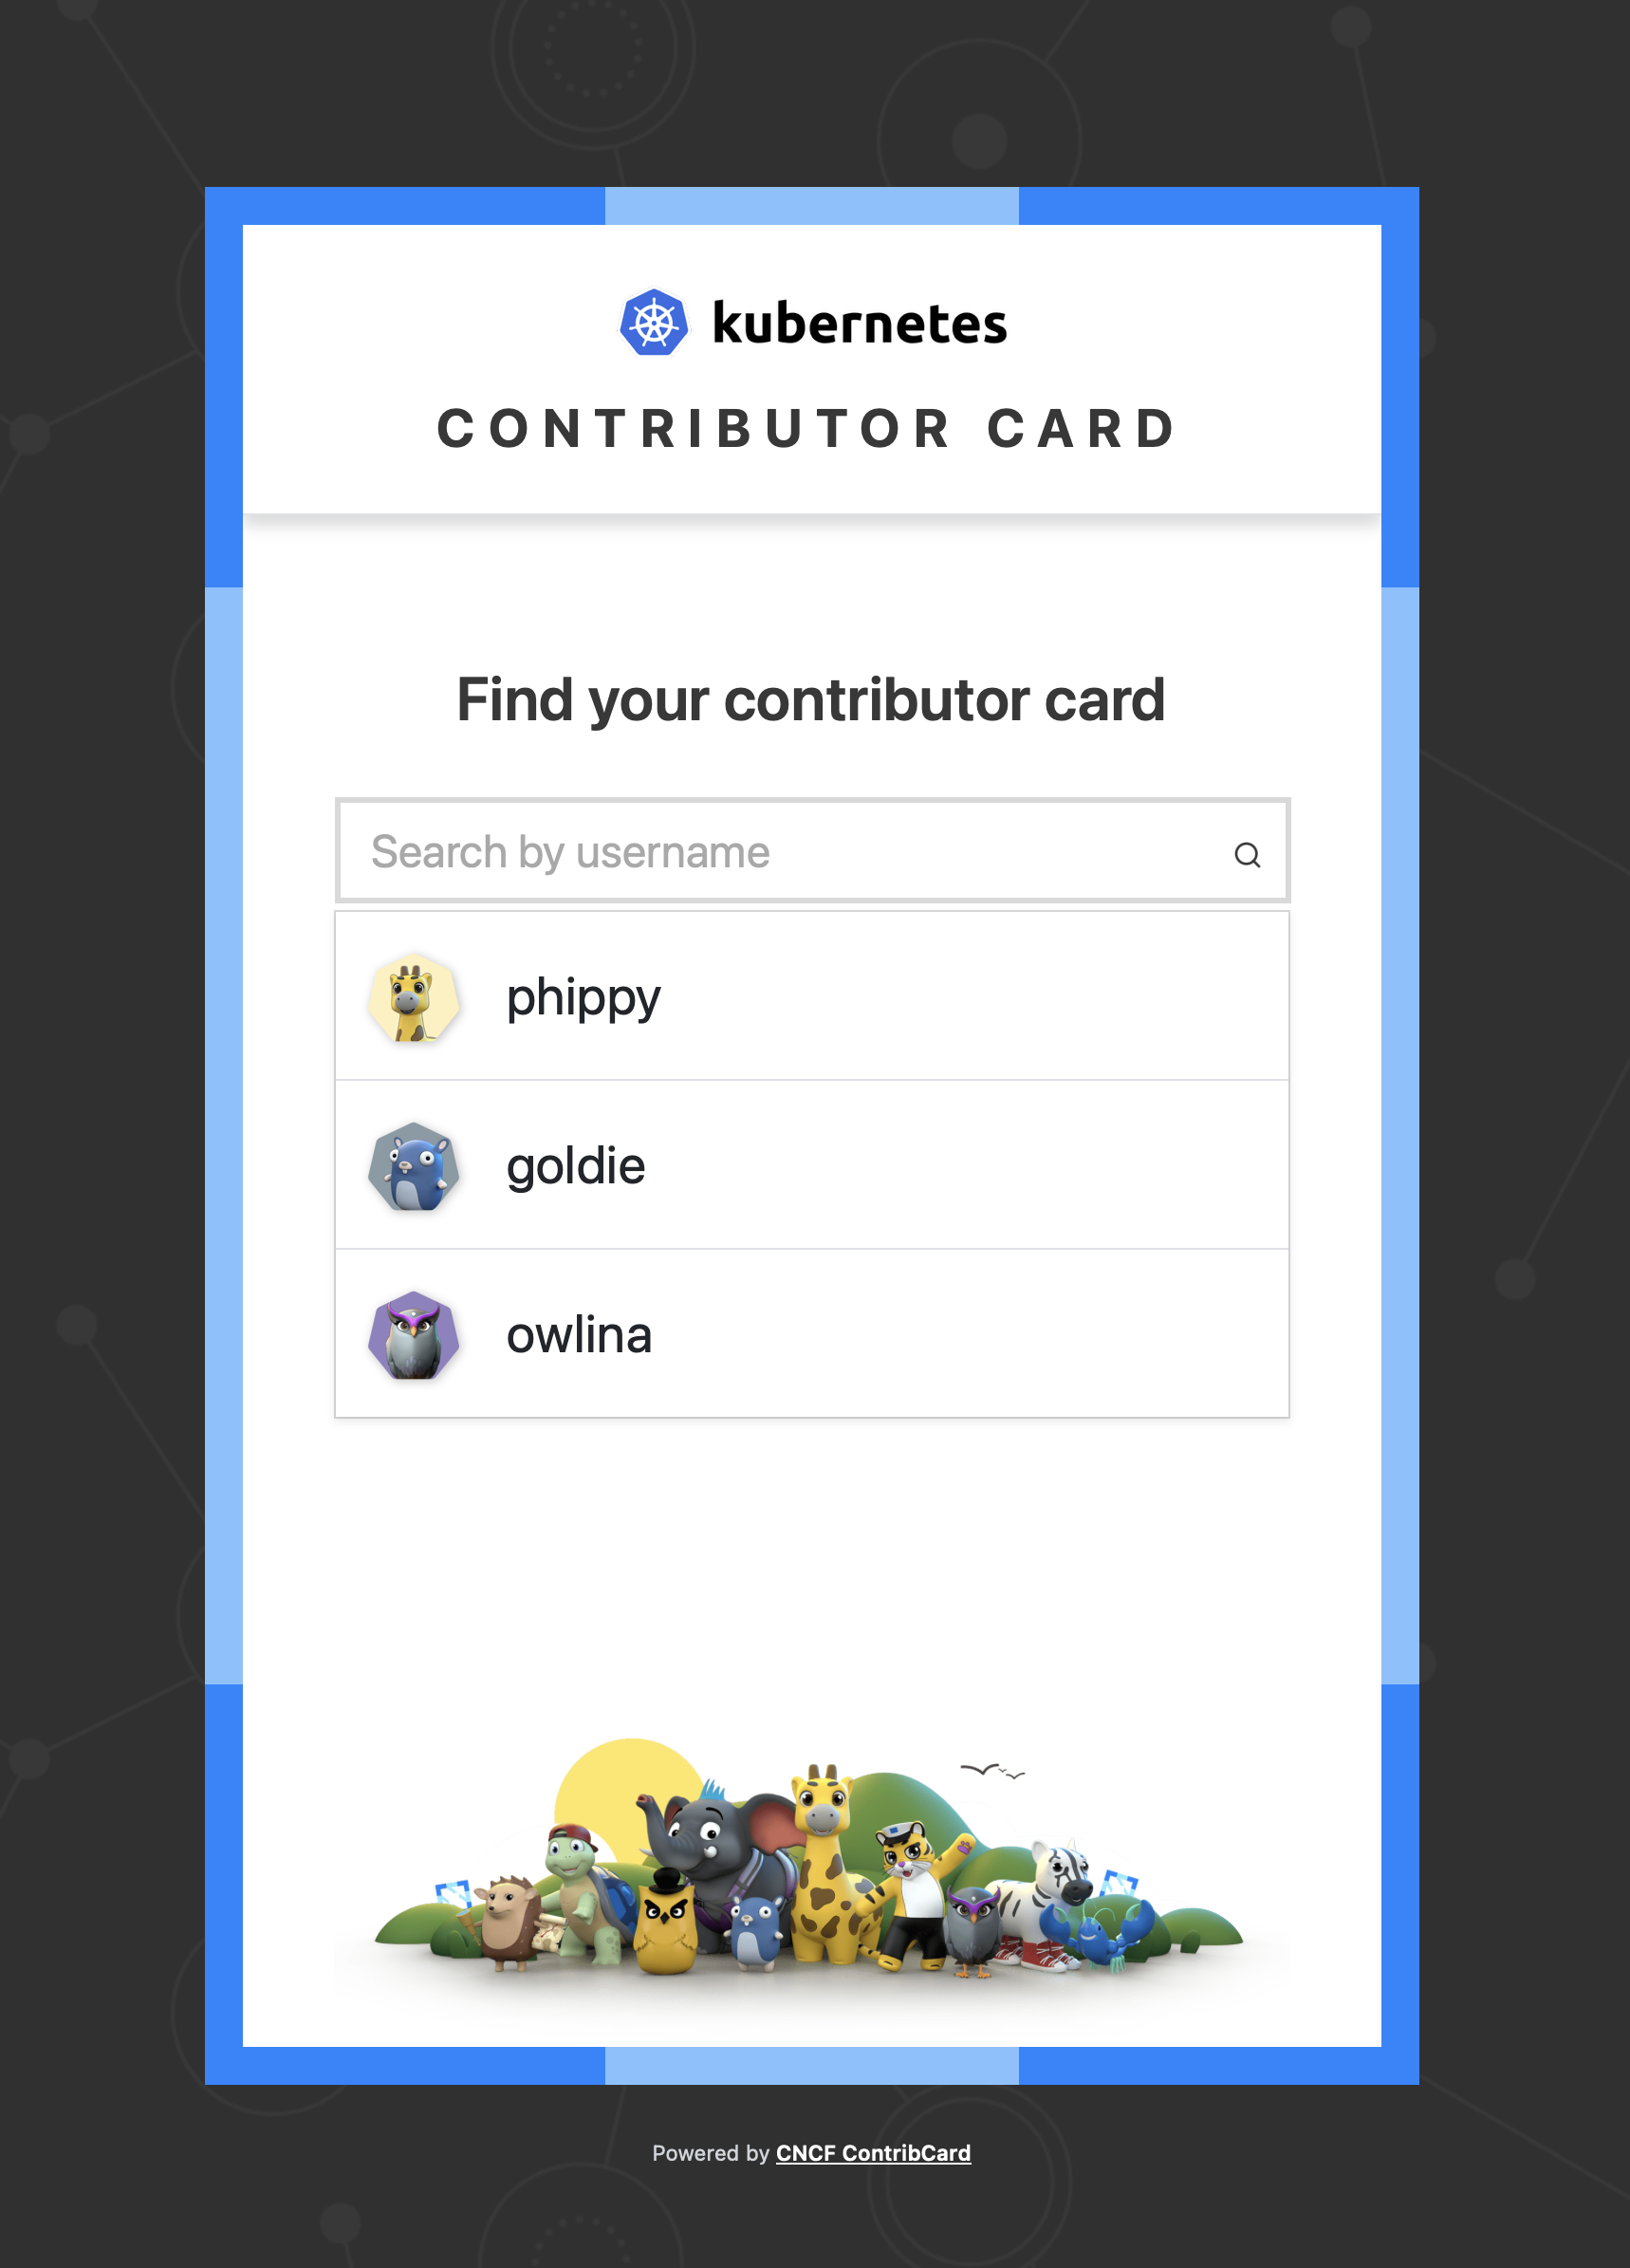 kubernetes
CONTRIBUTOR CARD
Find your contributor card
Search by username
phippy
goldie
owlina
Powered by CNCF ContribCard